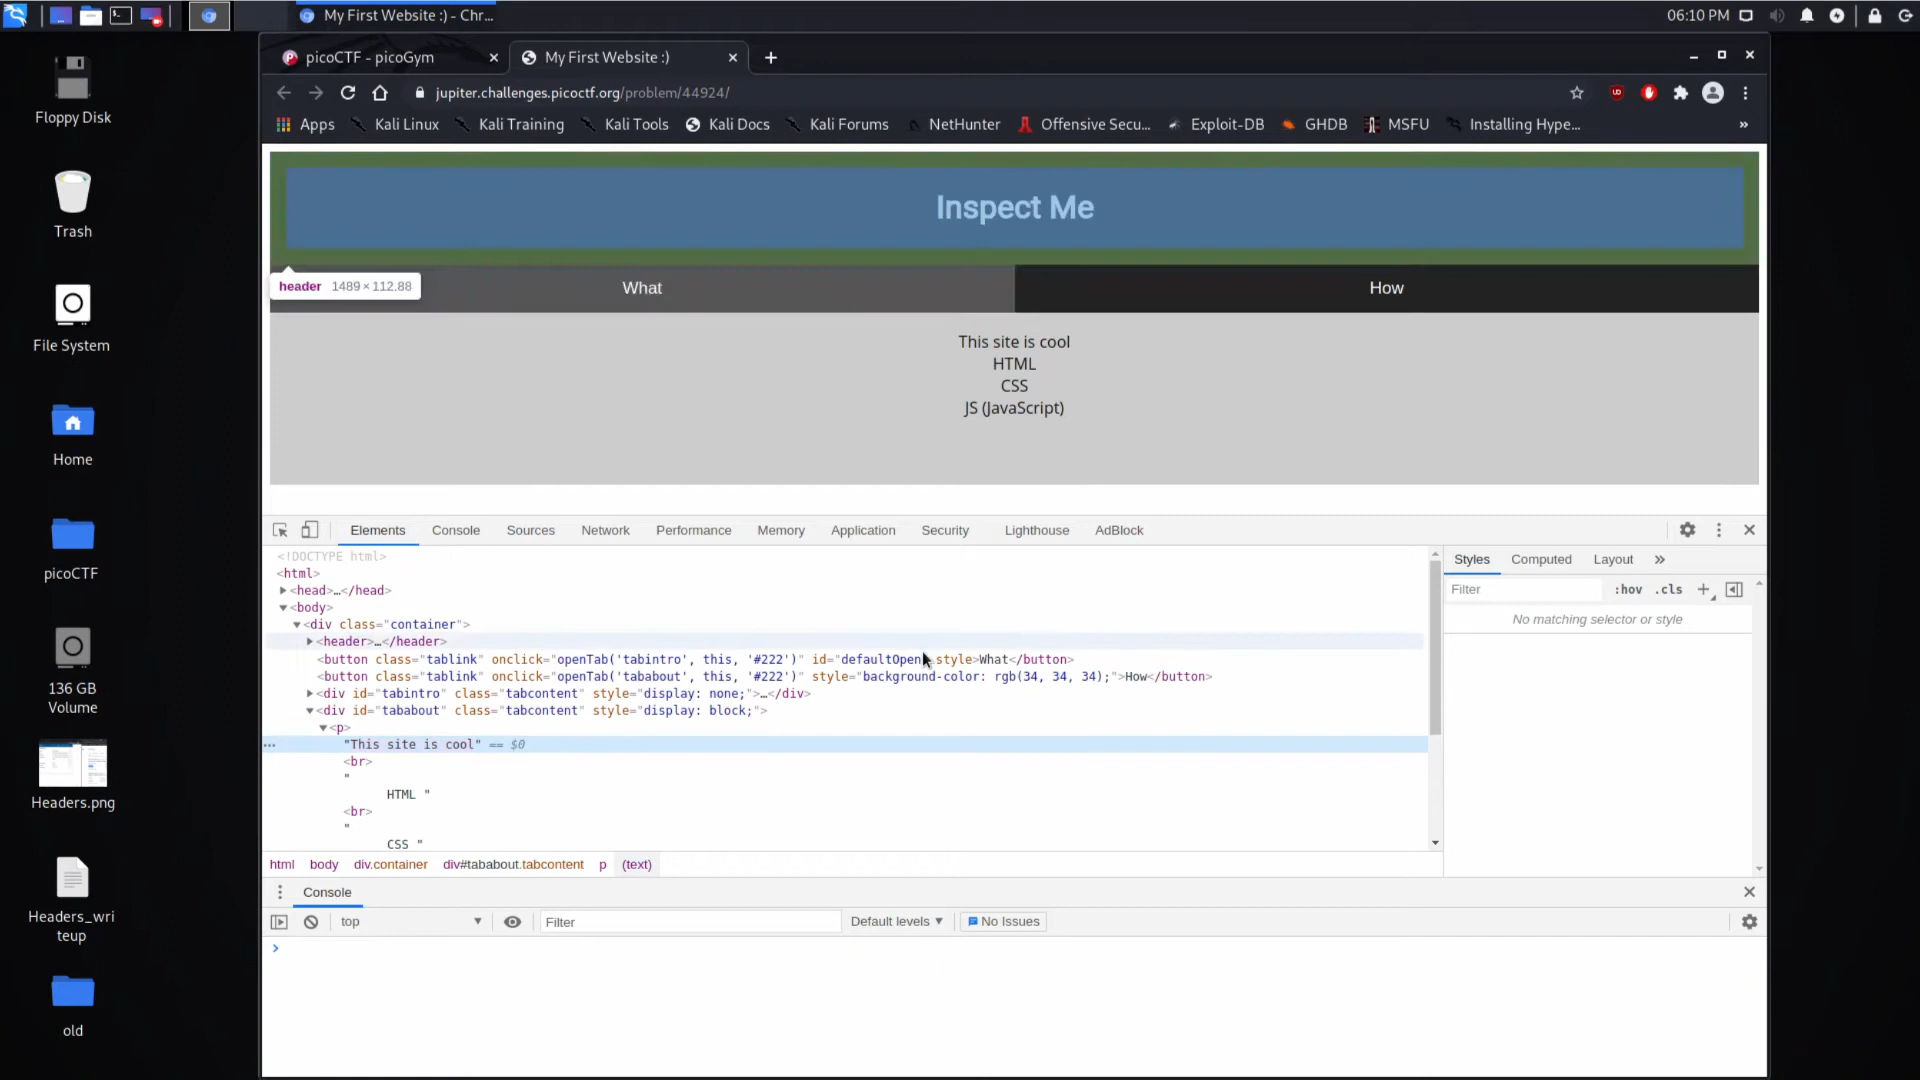 My First Website :) - Chr...
06:10 PM
picoCTF - picoGym
My First Website :)
jupiter.challenges.picoctf.org/problem/44924/
Apps Kali Linux Kali Training Kali Tools Kali Docs Kali Forums NetHunter Offensive Secu... Exploit-DB GHDB MSFU Installing Hype... »
Floppy Disk
Trash
File System
Home
picoCTF
136 GB
Volume
Headers.png
Headers_wri
teup
old
Inspect Me
header 1489 × 112.88
What
How
This site is cool
HTML
CSS
JS (JavaScript)
Elements Console Sources Network Performance Memory Application Security Lighthouse AdBlock
<!DOCTYPE html>
<html>
<head>…</head>
<body>
<div class="container">
<header>…</header>
<button class="tablink" onclick="openTab('tabintro', this, '#222')" id="defaultOpen style>What</button>
<button class="tablink" onclick="openTab('tababout', this, '#222')" style="background-color: rgb(34, 34, 34);">How</button>
<div id="tabintro" class="tabcontent" style="display: none;">…</div>
<div id="tababout" class="tabcontent" style="display: block;">
<p>
"This site is cool" == $0
<br>
"
HTML "
<br>
"
CSS "
Styles Computed Layout »
Filter :hov .cls +
No matching selector or style
html body div.container div#tababout.tabcontent p (text)
Console
top Filter Default levels No Issues
>